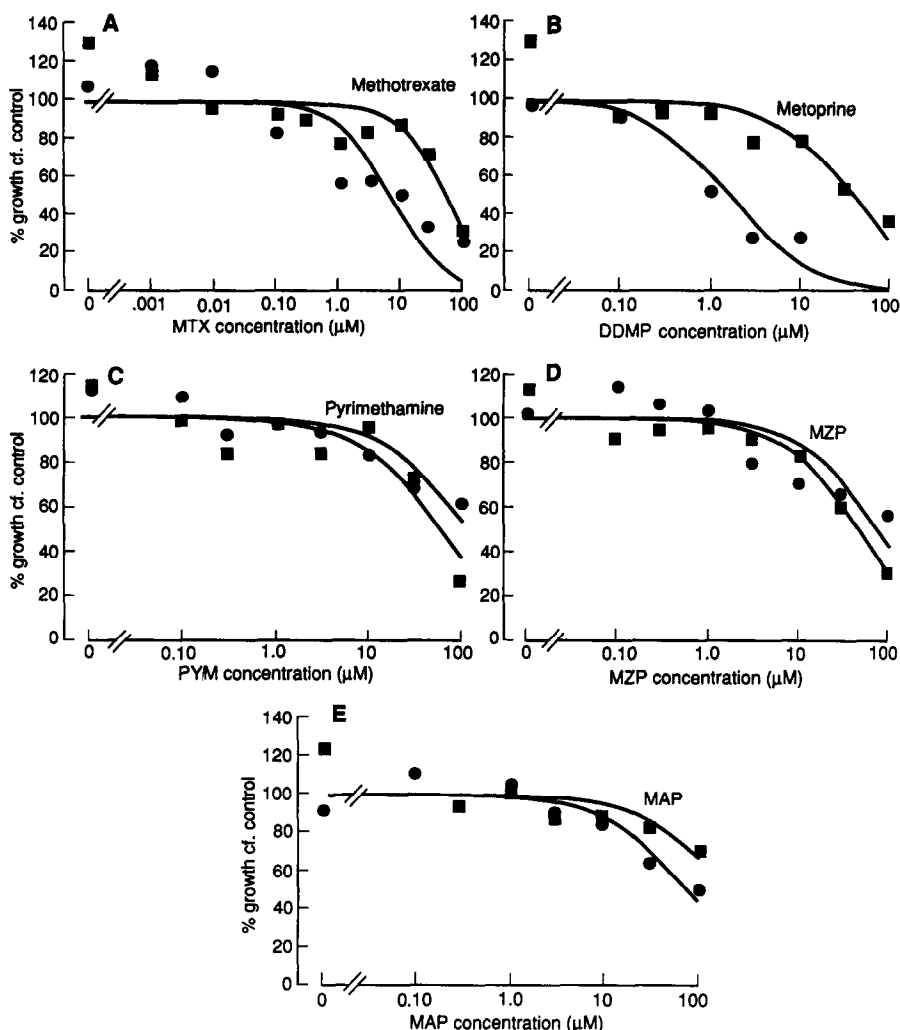 A
% growth cf. control
140
120
100
80
60
40
20
0
Methotrexate
0 .001 0.01 0.10 1.0 10 100
MTX concentration (μM)
B
140
120
100
80
60
40
20
0
Metoprine
0 0.10 1.0 10 100
DDMP concentration (μM)
C
% growth cf. control
120
100
80
60
40
20
0
Pyrimethamine
0 0.10 1.0 10 100
PYM concentration (μM)
D
120
100
80
60
40
20
0
MZP
0 0.10 1.0 10 100
MZP concentration (μM)
E
% growth cf. control
140
120
100
80
60
40
20
0
MAP
0 0.10 1.0 10 100
MAP concentration (μM)